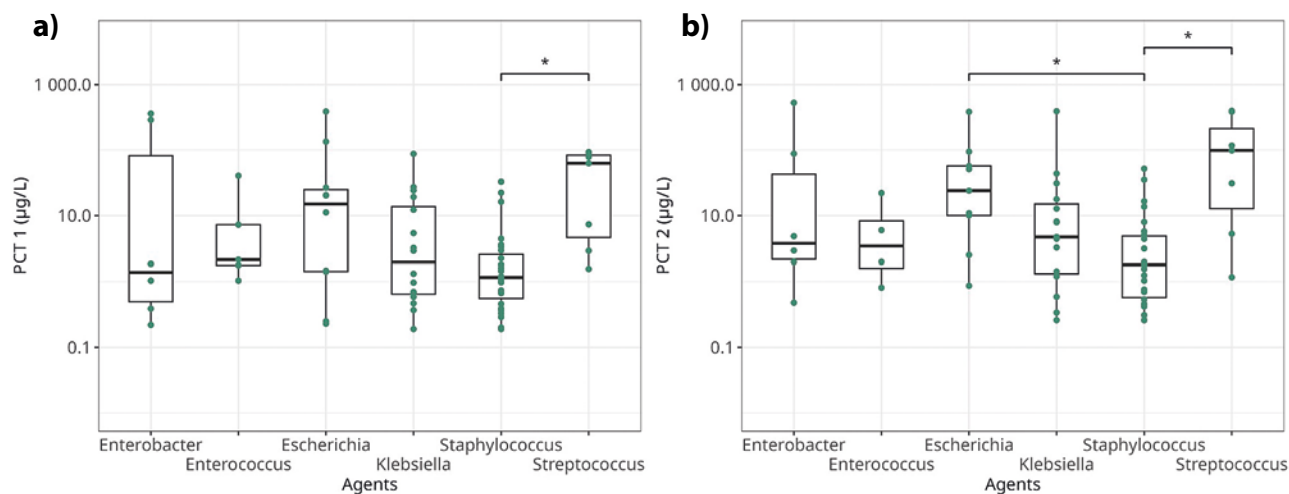 a)
*
1 000.0
10.0
0.1
PCT 1 (µg/L)
Enterobacter Escherichia Staphylococcus
Enterococcus Klebsiella Streptococcus
Agents
b)
*
*
1 000.0
10.0
0.1
PCT 2 (µg/L)
Enterobacter Escherichia Staphylococcus
Enterococcus Klebsiella Streptococcus
Agents